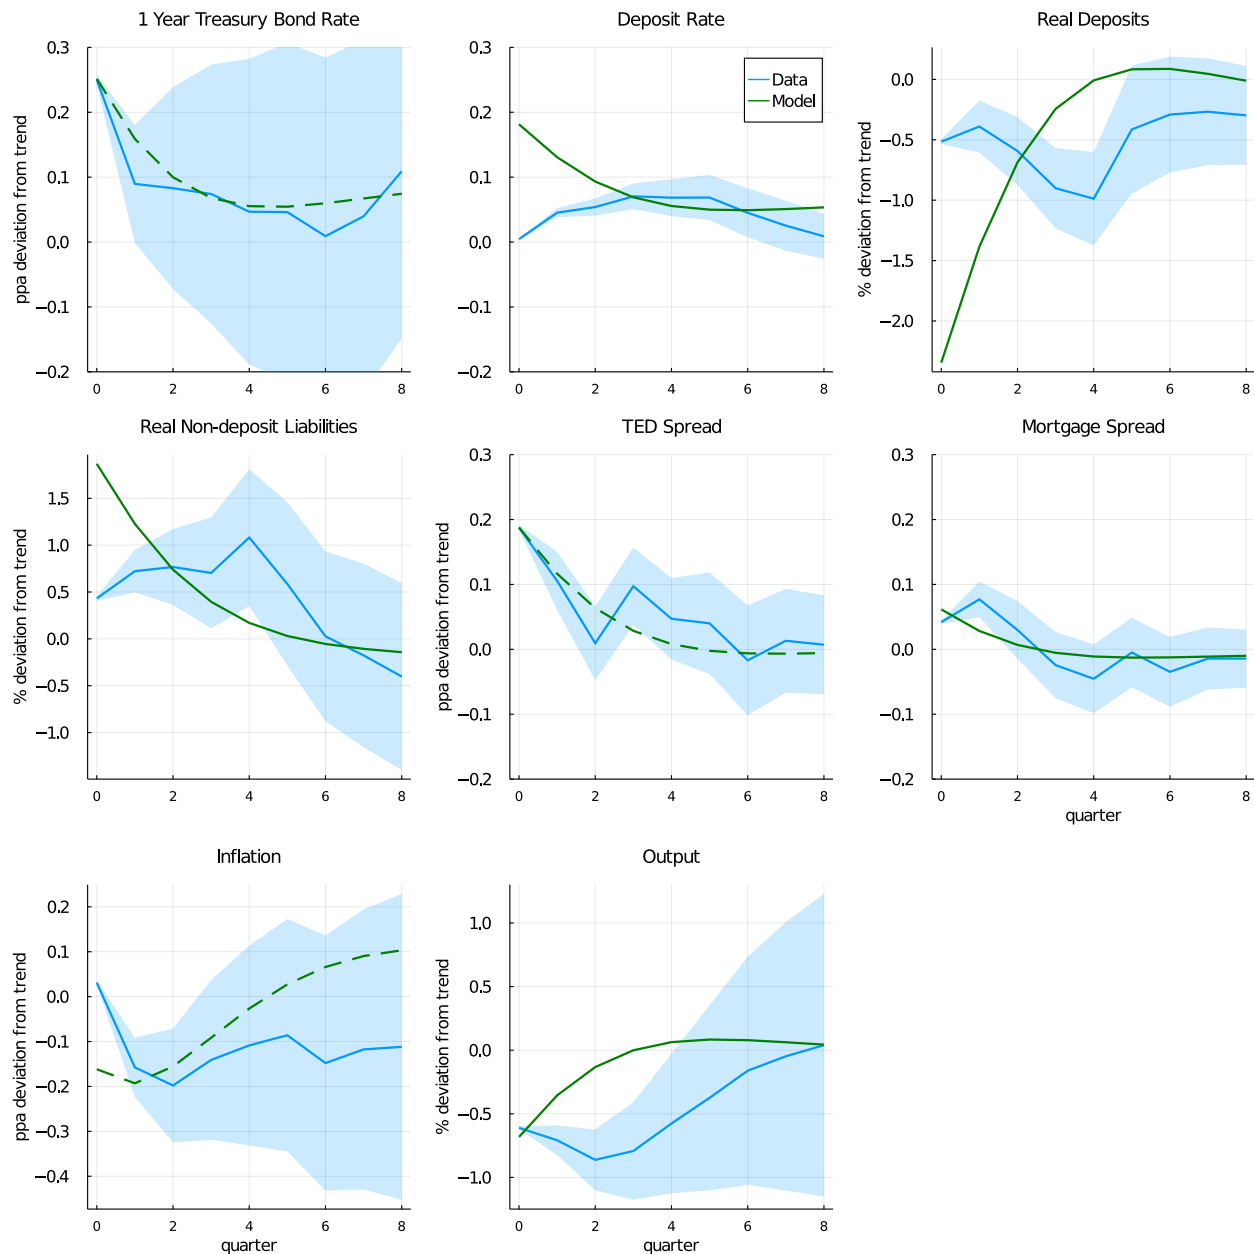 1 Year Treasury Bond Rate
ppa deviation from trend
0.3
0.2
0.1
0.0
−0.1
−0.2
0 2 4 6 8
Deposit Rate
Data
Model
0.3
0.2
0.1
0.0
−0.1
−0.2
0 2 4 6 8
Real Deposits
% deviation from trend
0.0
−0.5
−1.0
−1.5
−2.0
0 2 4 6 8
Real Non-deposit Liabilities
% deviation from trend
1.5
1.0
0.5
0.0
−0.5
−1.0
0 2 4 6 8
TED Spread
ppa deviation from trend
0.3
0.2
0.1
0.0
−0.1
−0.2
0 2 4 6 8
Mortgage Spread
0.3
0.2
0.1
0.0
−0.1
−0.2
0 2 4 6 8
quarter
Inflation
ppa deviation from trend
0.2
0.1
0.0
−0.1
−0.2
−0.3
−0.4
0 2 4 6 8
quarter
Output
% deviation from trend
1.0
0.5
0.0
−0.5
−1.0
0 2 4 6 8
quarter